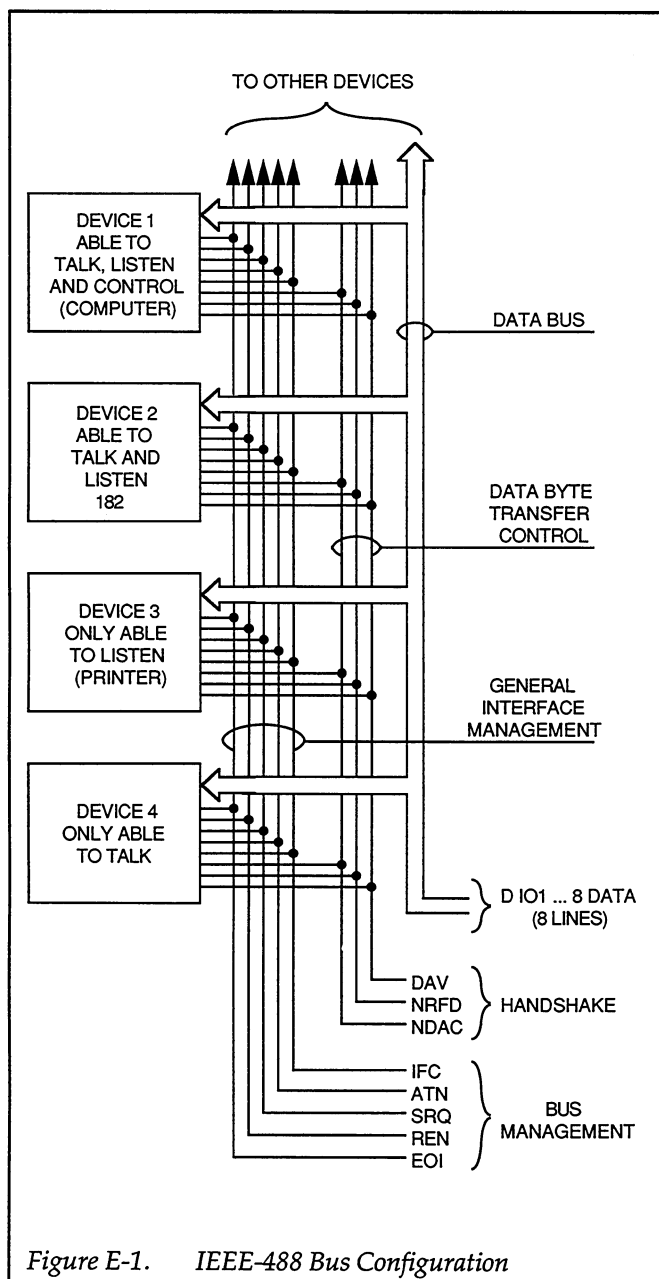 TO OTHER DEVICES
DEVICE 1
ABLE TO
TALK, LISTEN
AND CONTROL
(COMPUTER)
DATA BUS
DEVICE 2
ABLE TO
TALK AND
LISTEN
182
DATA BYTE
TRANSFER
CONTROL
DEVICE 3
ONLY ABLE
TO LISTEN
(PRINTER)
GENERAL
INTERFACE
MANAGEMENT
DEVICE 4
ONLY ABLE
TO TALK
D IO1 ... 8 DATA
(8 LINES)
DAV
NRFD
NDAC
HANDSHAKE
IFC
ATN
SRQ
REN
EOI
BUS
MANAGEMENT
Figure E-1. IEEE-488 Bus Configuration